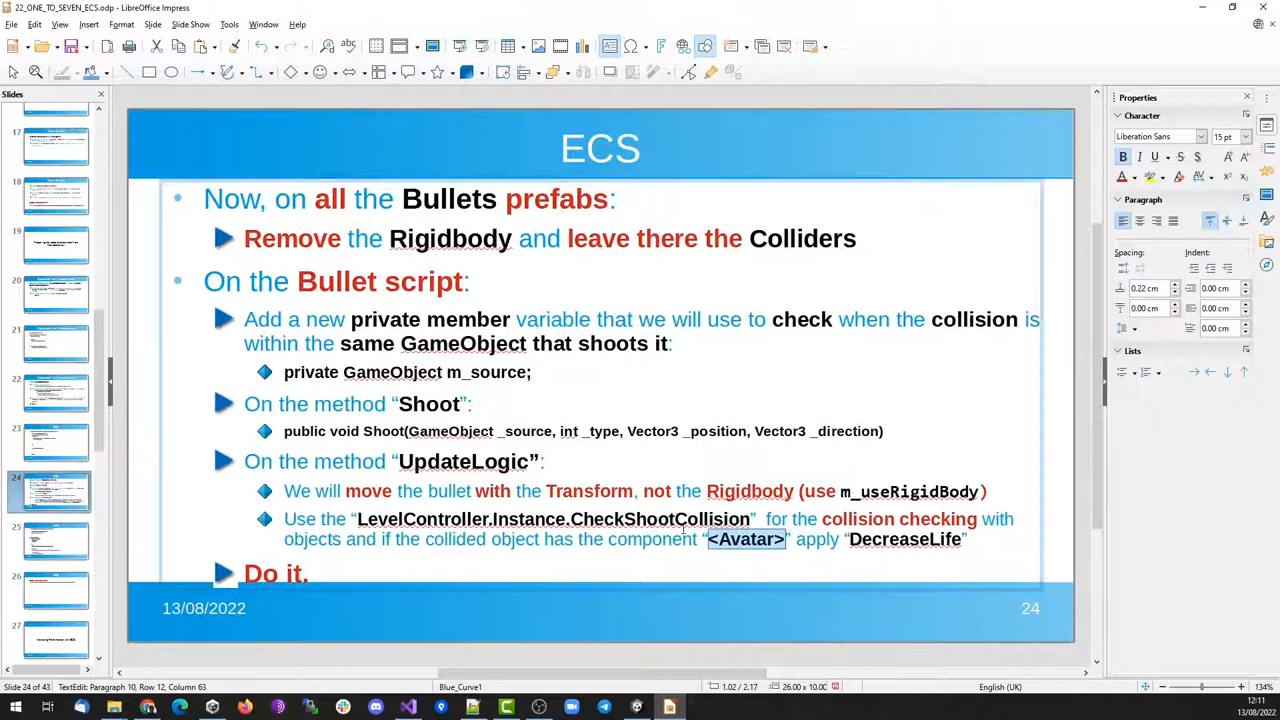 22_ONE_TO_SEVEN_ECS.odp - LibreOffice Impress
File Edit View Insert Format Slide Slide Show Tools Window Help
Slides
Properties
Character
Liberation Sans 15 pt
Paragraph
Spacing: Indent:
0.22 cm 0.00 cm
0.00 cm 0.00 cm
0.00 cm
Lists
17
18
19
20
21
22
23
24
25
26
27
ECS
Now, on all the Bullets prefabs:
Remove the Rigidbody and leave there the Colliders
On the Bullet script:
Add a new private member variable that we will use to check when the collision is
within the same GameObject that shoots it:
private GameObject m_source;
On the method “Shoot”:
public void Shoot(GameObject _source, int _type, Vector3 _position, Vector3 _direction)
On the method “UpdateLogic”:
We will move the bullet with the Transform, not the Rigidbody (use m_useRigidBody)
Use the “LevelController.Instance.CheckShootCollision” for the collision checking with
objects and if the collided object has the component “<Avatar>” apply “DecreaseLife”
Do it.
13/08/2022 24
Slide 24 of 43 TextEdit: Paragraph 10, Row 12, Column 63 Blue_Curve1 1.02 / 2.17 26.00 x 10.00 English (UK) 134%
12:11
13/08/2022